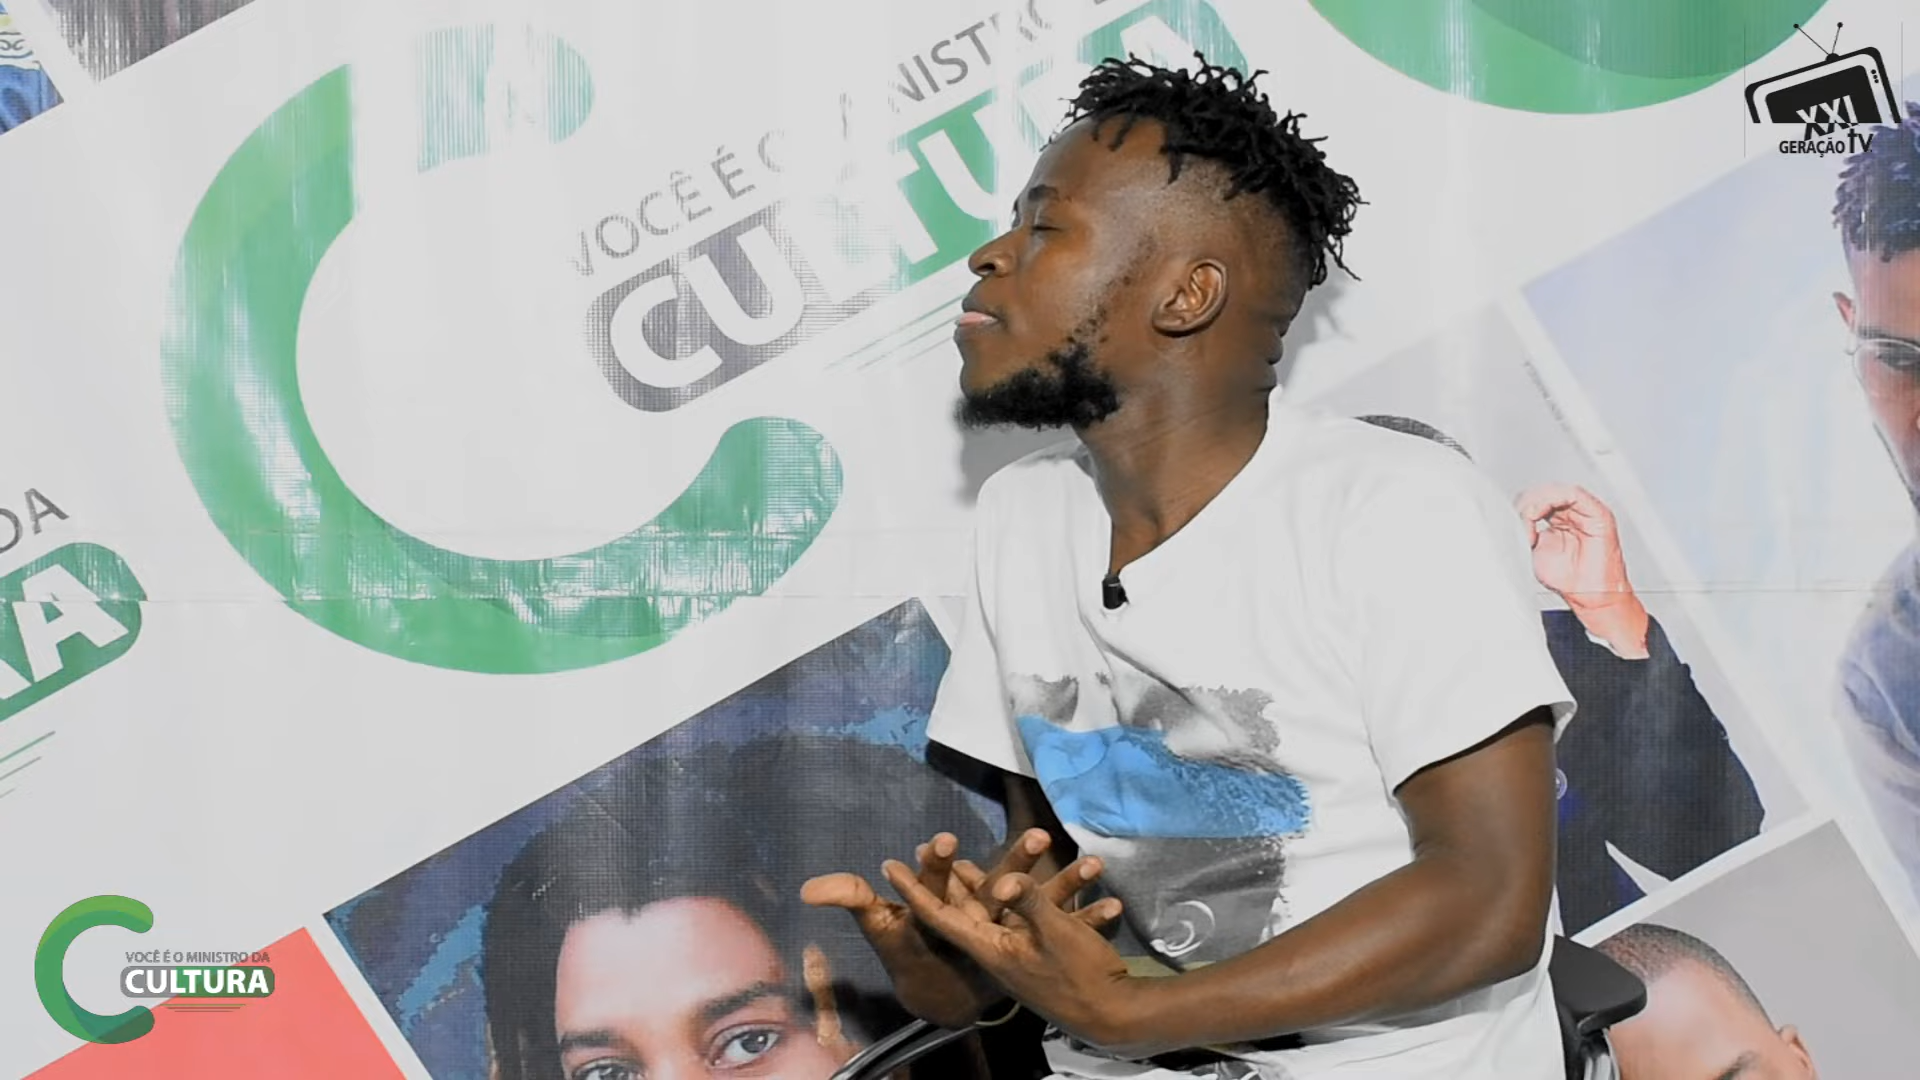 VOCÊ É O MINISTRO
CULTURA
XXI
GERAÇÃO TV
DA
VOCÊ É O MINISTRO DA
CULTURA